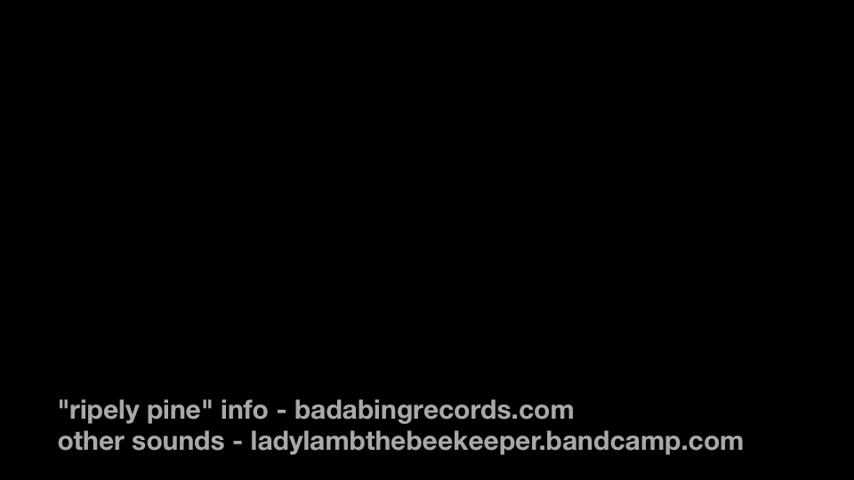 "ripely pine" info - badabingrecords.com
other sounds - ladylambthebeekeeper.bandcamp.com